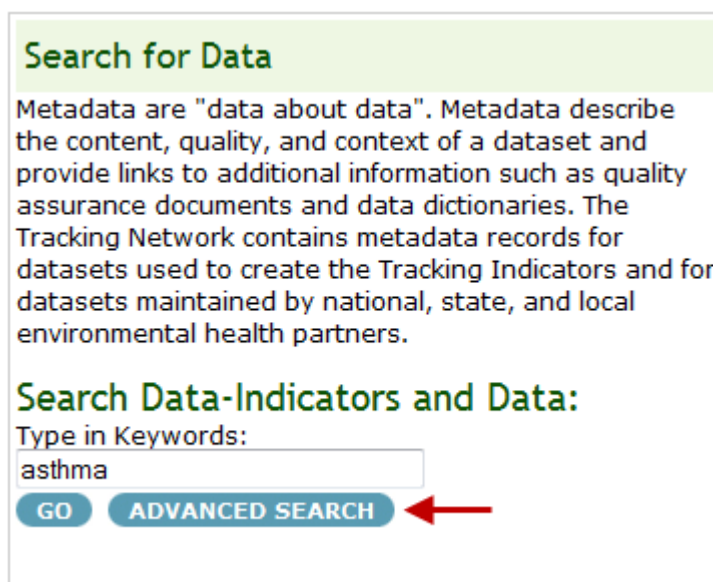 Search for Data
Metadata are "data about data". Metadata describe
the content, quality, and context of a dataset and
provide links to additional information such as quality
assurance documents and data dictionaries. The
Tracking Network contains metadata records for
datasets used to create the Tracking Indicators and for
datasets maintained by national, state, and local
environmental health partners.
Search Data-Indicators and Data:
Type in Keywords:
asthma
GO ADVANCED SEARCH